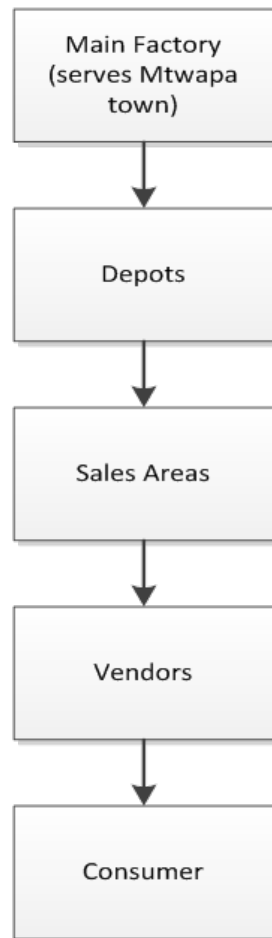 Main Factory
(serves Mtwapa
town)
Depots
Sales Areas
Vendors
Consumer